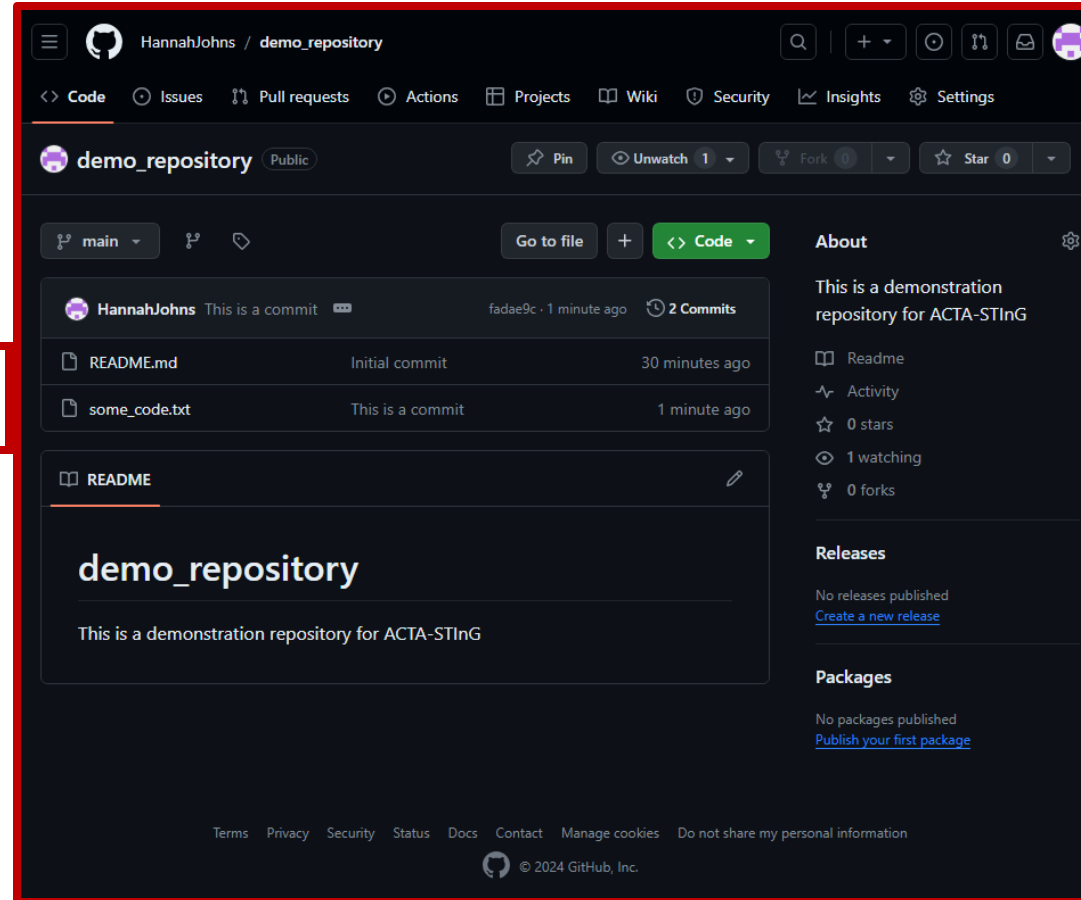 HannahJohns / demo_repository
Code Issues Pull requests Actions Projects Wiki Security Insights Settings
demo_repository Public Pin Unwatch 1 Fork 0 Star 0
main Go to file Code
HannahJohns This is a commit fadae9c · 1 minute ago 2 Commits
README.md Initial commit 30 minutes ago
some_code.txt This is a commit 1 minute ago
README
demo_repository
This is a demonstration repository for ACTA-STInG
About
This is a demonstration
repository for ACTA-STInG
Readme
Activity
0 stars
1 watching
0 forks
Releases
No releases published
Create a new release
Packages
No packages published
Publish your first package
Terms Privacy Security Status Docs Contact Manage cookies Do not share my personal information
© 2024 GitHub, Inc.